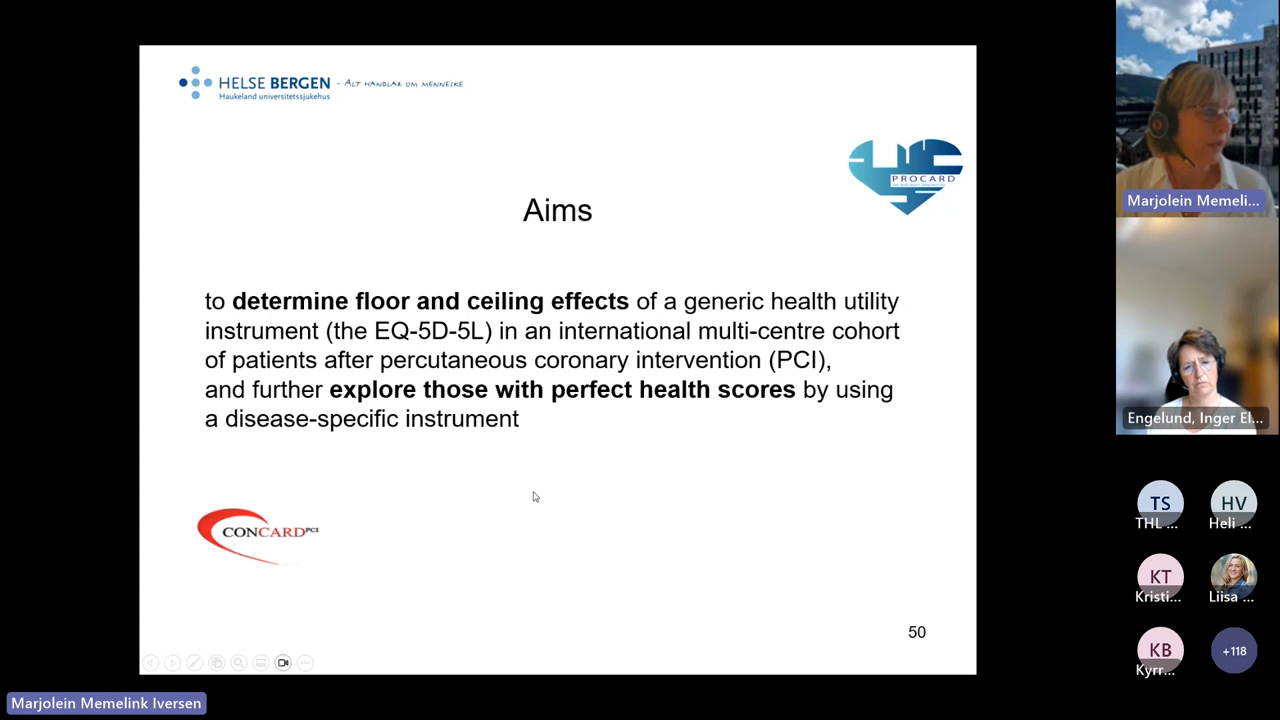 HELSE BERGEN - ALT HANDLAR OM MENNESKE
Haukeland universitetssjukehus
PROCARD
Aims
to determine floor and ceiling effects of a generic health utility
instrument (the EQ-5D-5L) in an international multi-centre cohort
of patients after percutaneous coronary intervention (PCI),
and further explore those with perfect health scores by using
a disease-specific instrument
CONCARDPCI
50
Marjolein Memelink Iversen
Marjolein Memeli...
Engelund, Inger El...
TS
THL ...
HV
Heli ...
KT
Kristi...
Liisa ...
KB
Kyrr...
+118